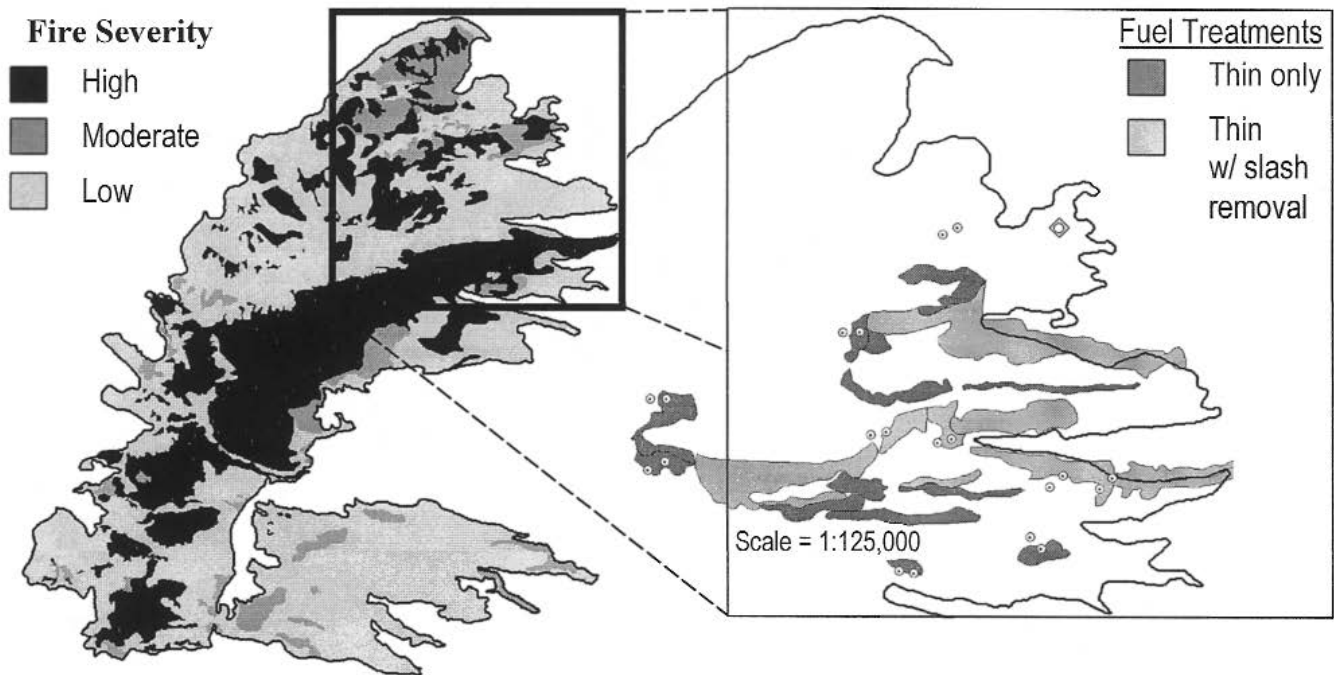 Fire Severity
High
Moderate
Low
Fuel Treatments
Thin only
Thin
w/ slash
removal
Scale = 1:125,000